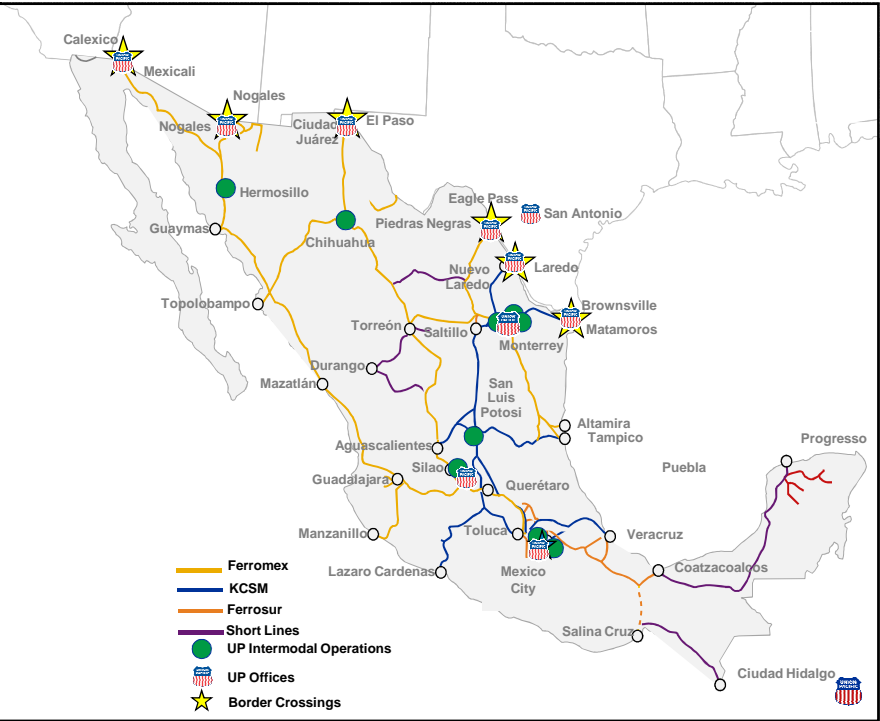 Calexico
Mexicali
Nogales
Nogales
Ciudad
Juárez
El Paso
Hermosillo
Guaymas
Chihuahua
Eagle Pass
Piedras Negras
San Antonio
Nuevo
Laredo
Laredo
Topolobampo
Brownsville
Matamoros
Torreón
Saltillo
Monterrey
Durango
Mazatlán
San
Luis
Potosi
Altamira
Tampico
Aguascalientes
Silao
Guadalajara
Querétaro
Puebla
Progresso
Manzanillo
Toluca
Veracruz
Lazaro Cardenas
Mexico
City
Coatzacoalcos
Salina Cruz
Ciudad Hidalgo
Ferromex
KCSM
Ferrosur
Short Lines
UP Intermodal Operations
UP Offices
Border Crossings
UNION
PACIFIC